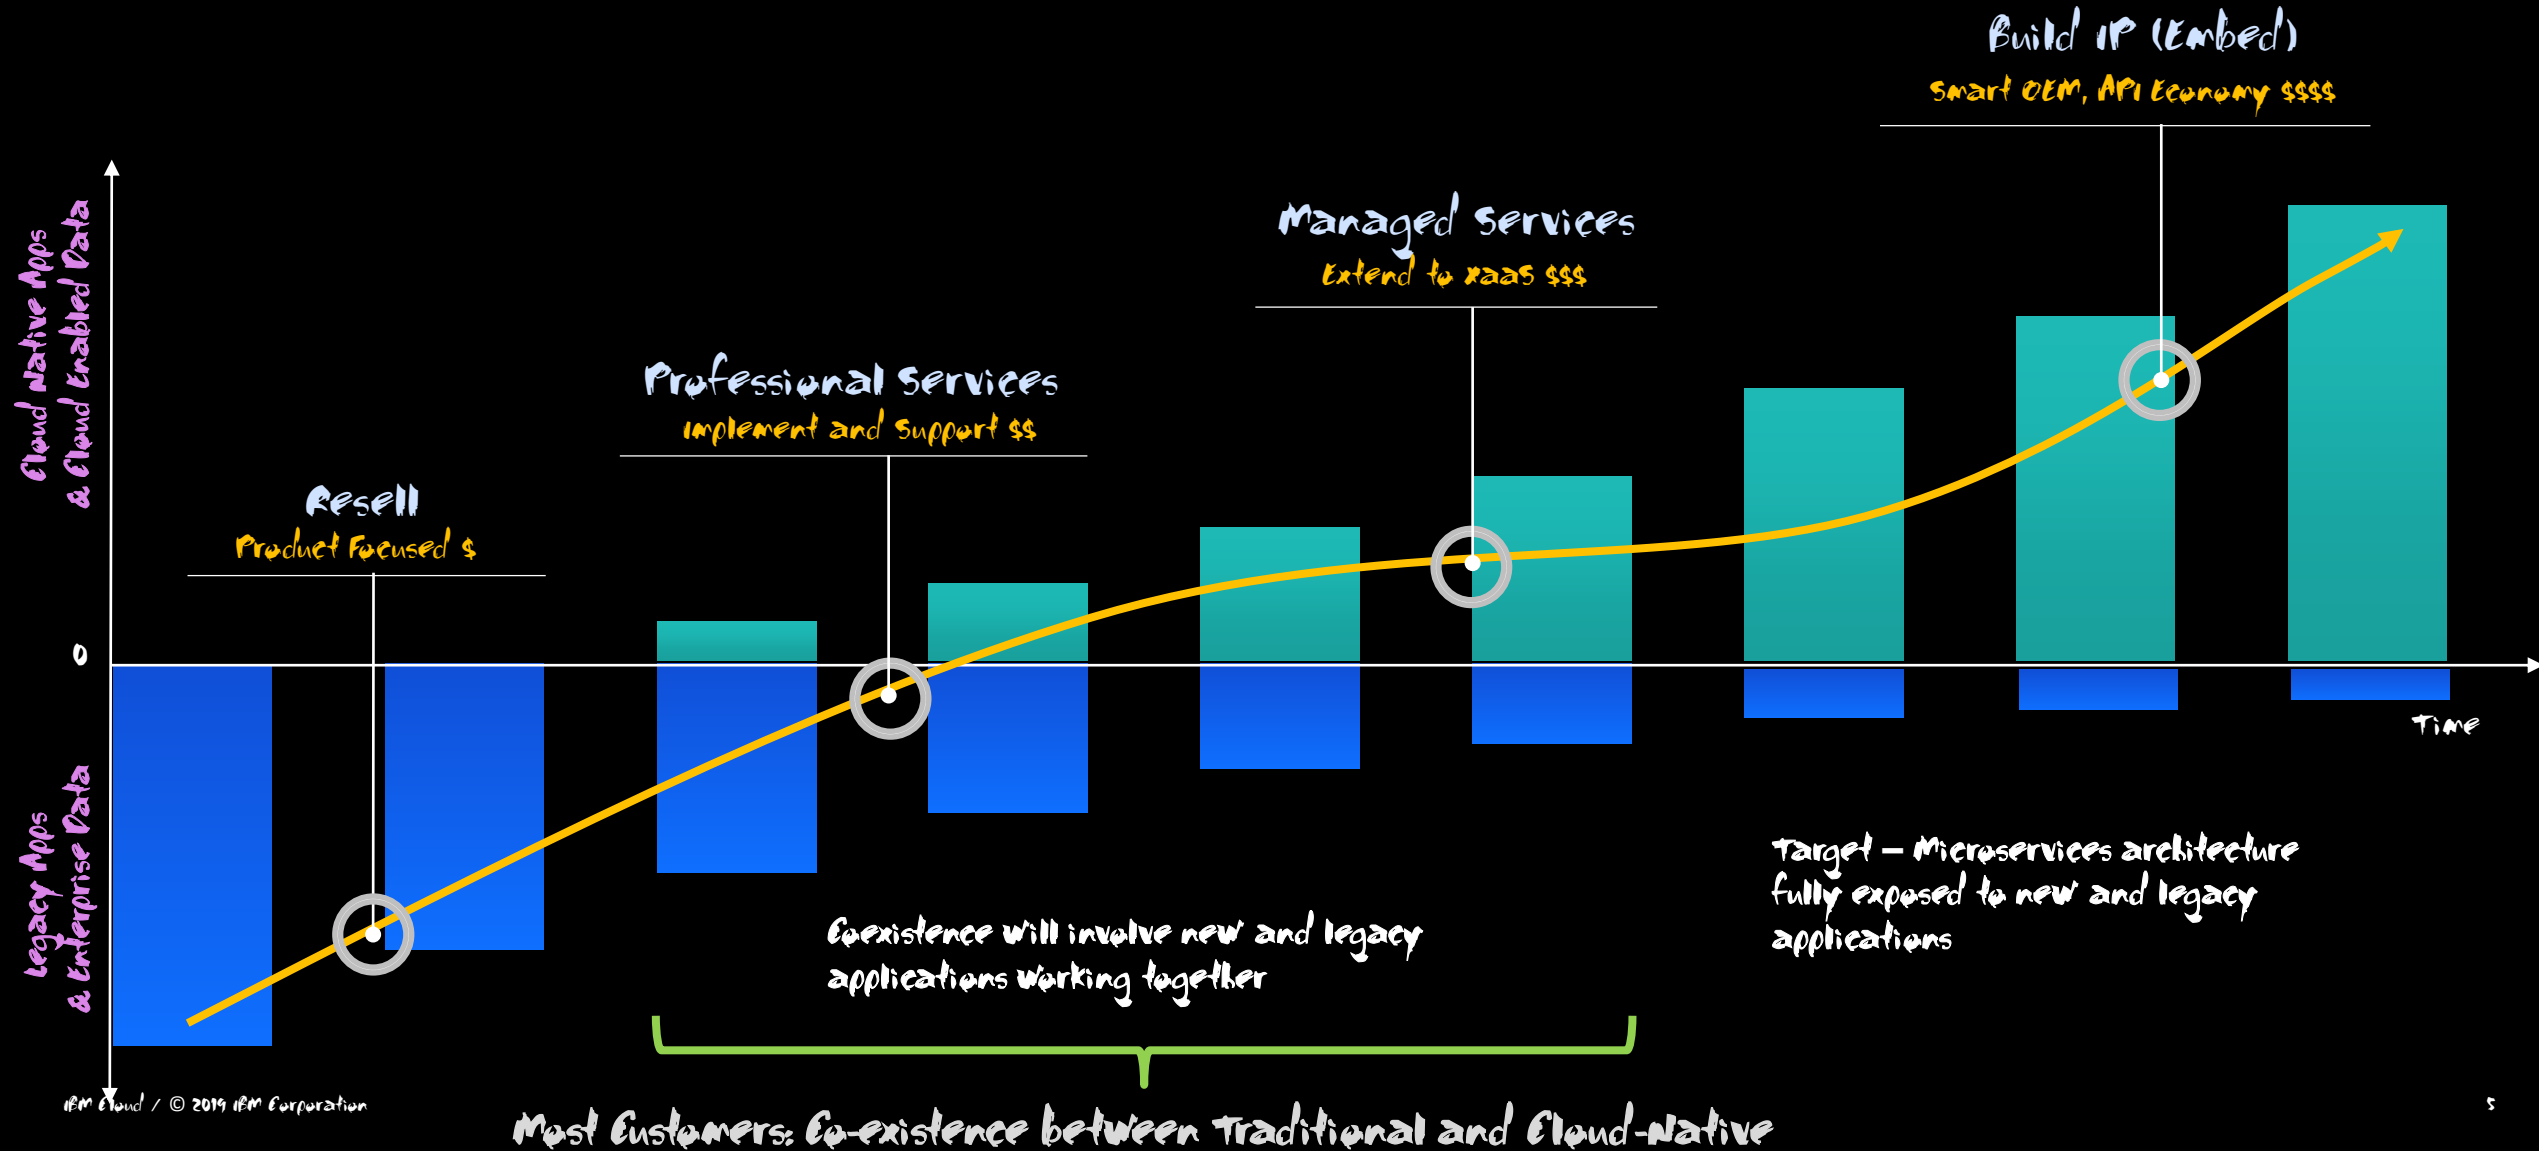 Build IP (Embed)
Smart OEM, API Economy $$$$
Managed Services
Extend to XaaS $$$
Professional Services
Implement and Support $$
Resell
Product Focused $
Cloud Native Apps
& Cloud Enabled Data
0
Time
Legacy Apps
& Enterprise Data
Target – Microservices architecture
fully exposed to new and legacy
applications
Coexistence will involve new and legacy
applications working together
IBM Cloud / © 2019 IBM Corporation
5
Most Customers: Co-existence between Traditional and Cloud-Native